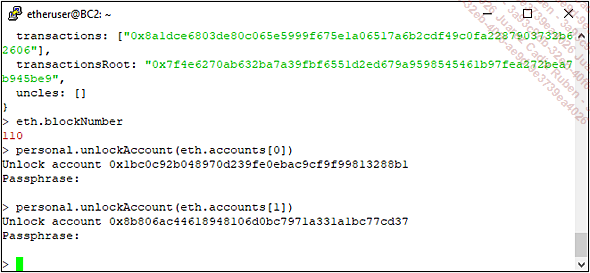 etheruser@BC2: ~
transactions: ["0x8a1dce6803de80c065e5999f675e1a06517a6b2cdf49c0fa2287903732b6
2606"],
transactionsRoot: "0x7f4e6270ab632ba7a39fbf6551d2ed679a9598545461b97fea272bea7
b945be9",
uncles: []
}
> eth.blockNumber
110
> personal.unlockAccount(eth.accounts[0])
Unlock account 0x1bc0c92b048970d239fe0ebac9cf9f99813288b1
Passphrase:
> personal.unlockAccount(eth.accounts[1])
Unlock account 0x8b806ac44618948106d0bc7971a331a1bc77cd37
Passphrase:
>